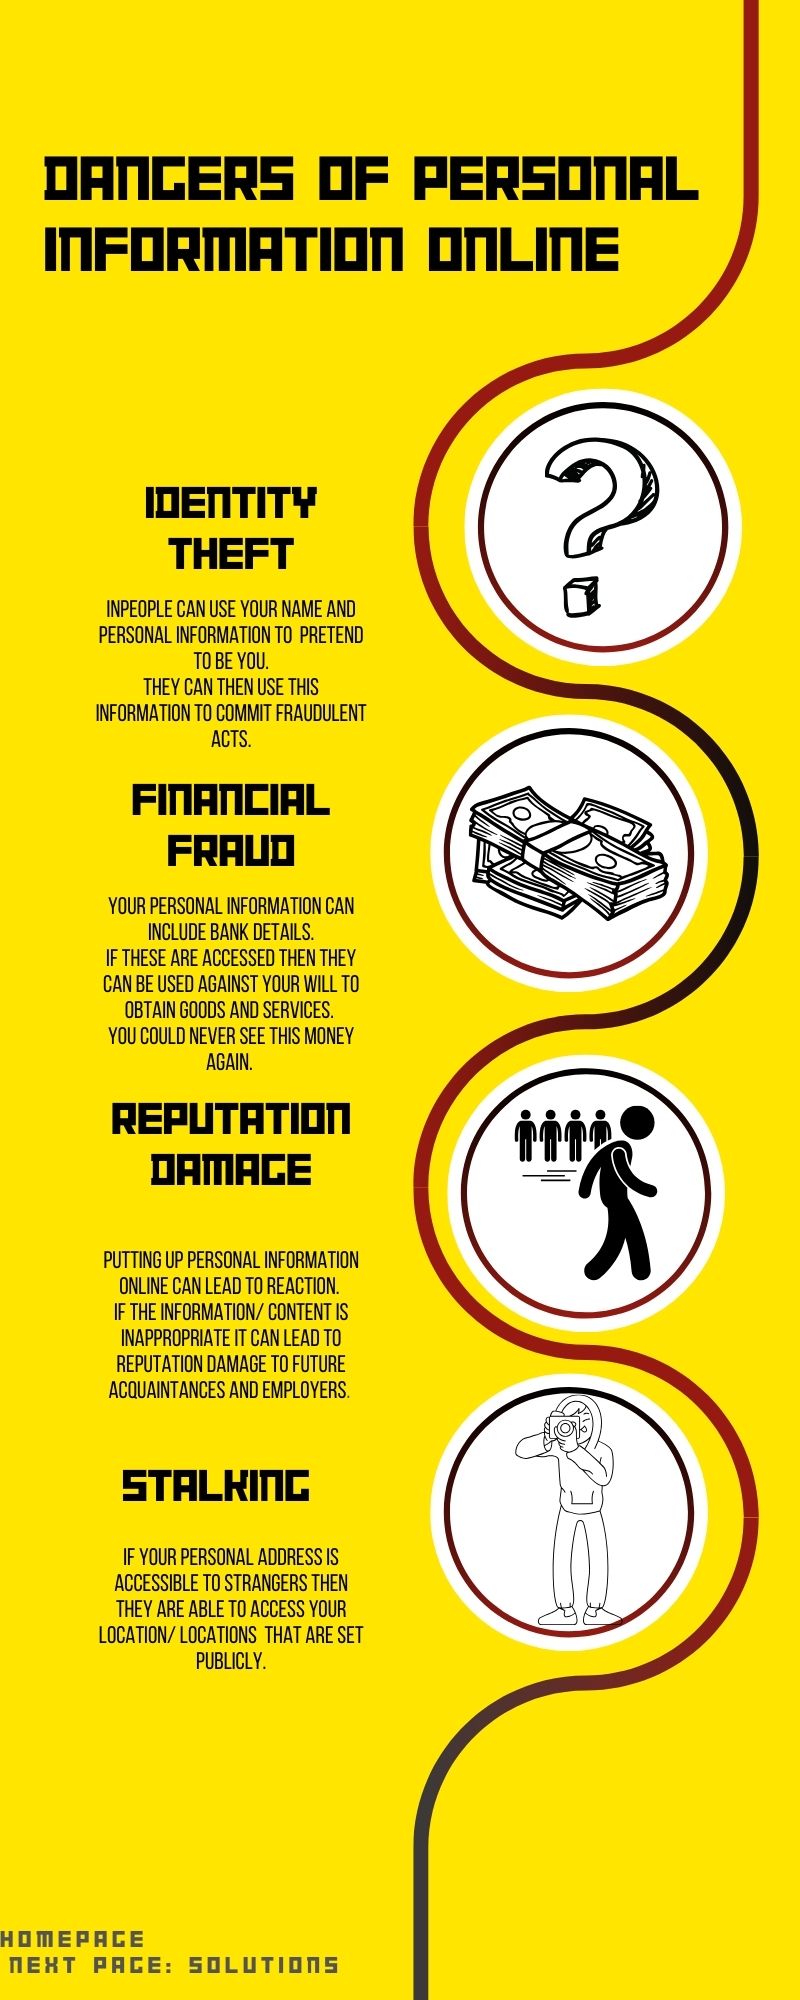 DANGERS OF PERSONAL
INFORMATION ONLINE
IDENTITY
THEFT
INPEOPLE CAN USE YOUR NAME AND
PERSONAL INFORMATION TO PRETEND
TO BE YOU.
THEY CAN THEN USE THIS
INFORMATION TO COMMIT FRAUDULENT
ACTS.
FINANCIAL
FRAUD
YOUR PERSONAL INFORMATION CAN
INCLUDE BANK DETAILS.
IF THESE ARE ACCESSED THEN THEY
CAN BE USED AGAINST YOUR WILL TO
OBTAIN GOODS AND SERVICES.
YOU COULD NEVER SEE THIS MONEY
AGAIN.
REPUTATION
DAMAGE
PUTTING UP PERSONAL INFORMATION
ONLINE CAN LEAD TO REACTION.
IF THE INFORMATION/ CONTENT IS
INAPPROPRIATE IT CAN LEAD TO
REPUTATION DAMAGE TO FUTURE
ACQUAINTANCES AND EMPLOYERS.
STALKING
IF YOUR PERSONAL ADDRESS IS
ACCESSIBLE TO STRANGERS THEN
THEY ARE ABLE TO ACCESS YOUR
LOCATION/ LOCATIONS THAT ARE SET
PUBLICLY.
HOMEPAGE
NEXT PAGE: SOLUTIONS